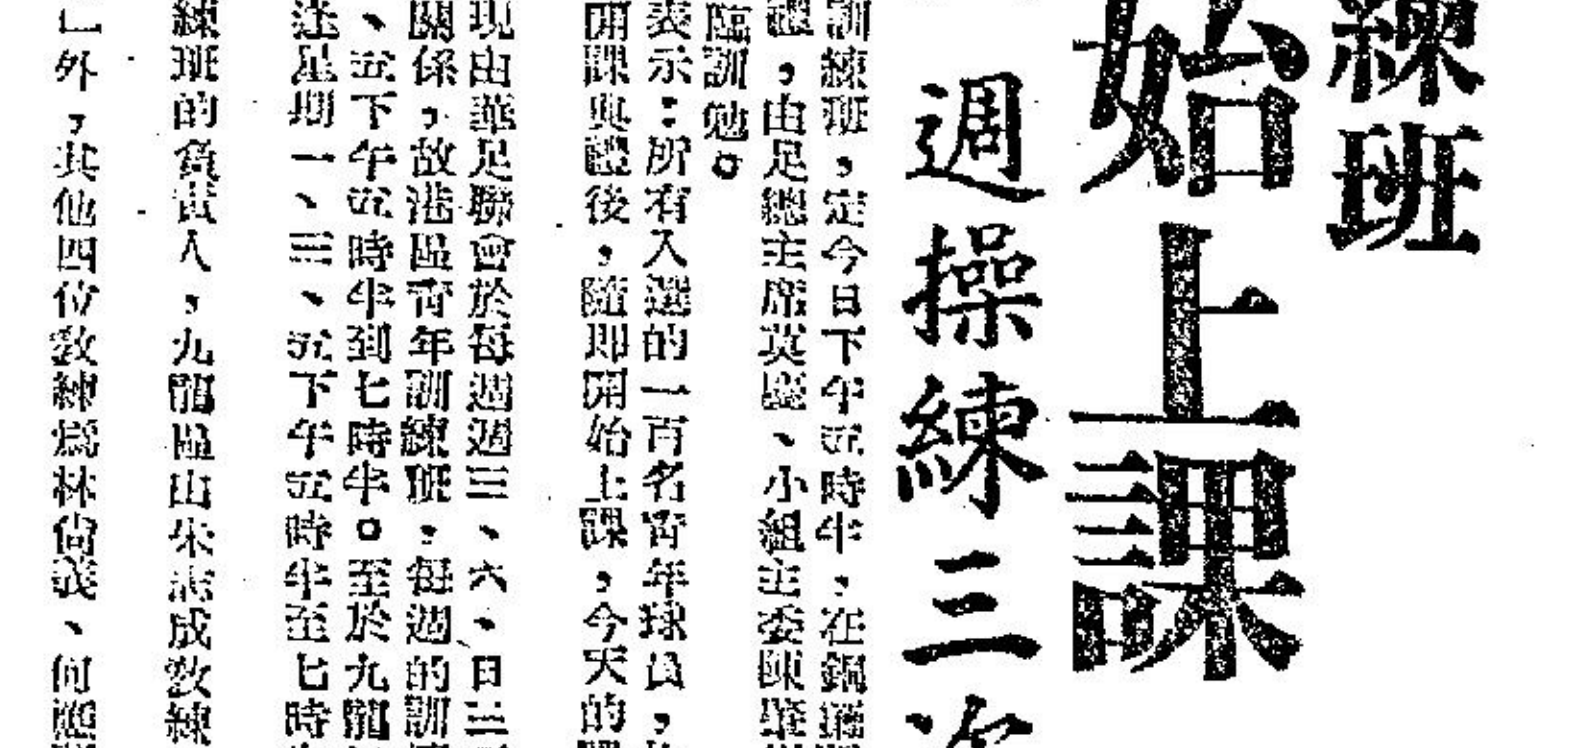 練班
始上課
週操練三次
訓練班，定今日下午五時半，在銅鑼
禮，由足總主席莫慶、小組主委陳肇
臨訓勉。
表示：所有入選的一百名青年球員，
開課典禮後，隨即開始上課，今天的課
現由華足聯會於每週週三、六、日三
關係，故港區青年訓練班，每週的訓練
、五下午五時半到七時半。至於九龍
逢星期一、三、五下午五時半至七時
練班的負責人，九龍區由朱志成教練
」外，其他四位教練爲林尙義、何應